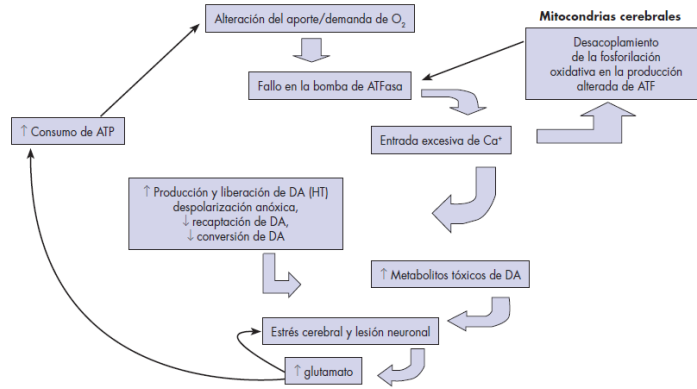 Alteración del aporte/demanda de O₂
Mitocondrias cerebrales
Desacoplamiento
de la fosforilación
oxidativa en la producción
alterada de ATF
Fallo en la bomba de ATFasa
↑ Consumo de ATP
Entrada excesiva de Ca⁺
↑ Producción y liberación de DA (HT)
despolarización anóxica,
↓ recaptación de DA,
↓ conversión de DA
↑ Metabolitos tóxicos de DA
Estrés cerebral y lesión neuronal
↑ glutamato